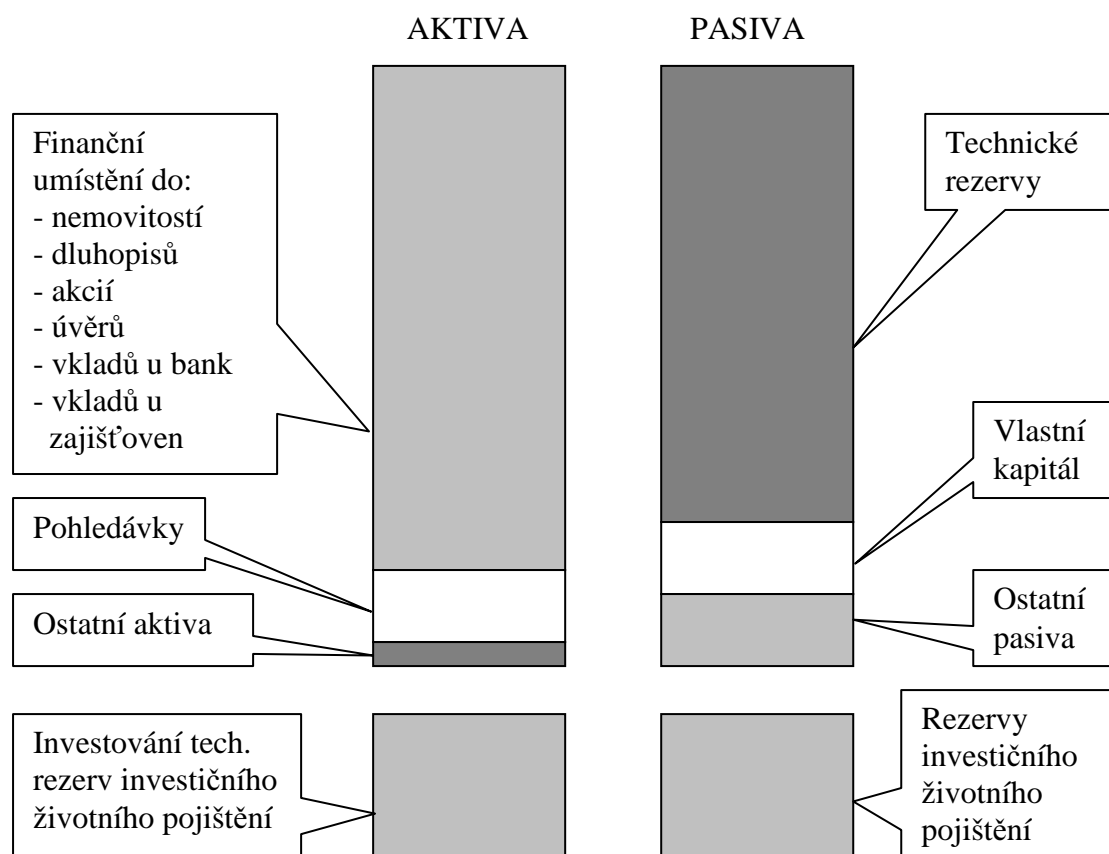 AKTIVA
PASIVA
Finanční
umístění do:
- nemovitostí
- dluhopisů
- akcií
- úvěrů
- vkladů u bank
- vkladů u
zajišťoven
Pohledávky
Ostatní aktiva
Technické
rezervy
Vlastní
kapitál
Ostatní
pasiva
Investování tech.
rezerv investičního
životního pojištění
Rezervy
investičního
životního
pojištění